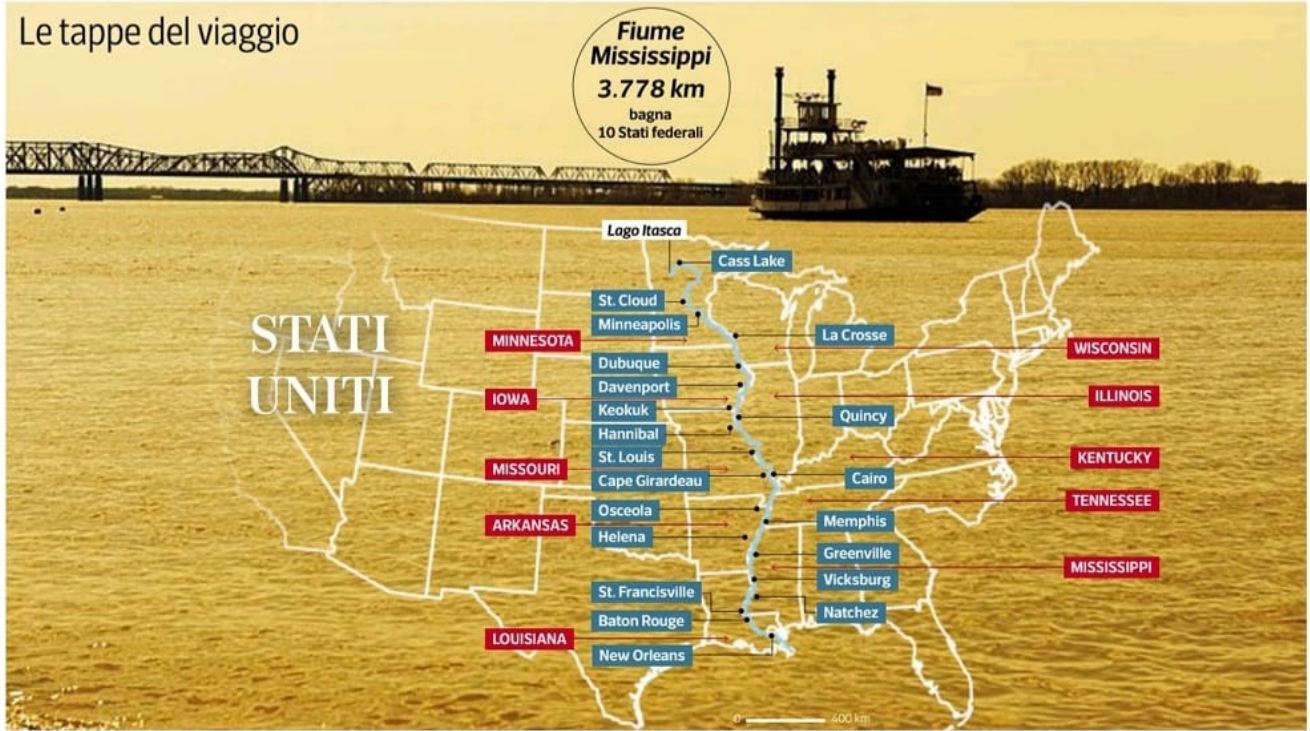 Le tappe del viaggio
Fiume
Mississippi
3.778 km
bagna
10 Stati federali
Lago Itasca
Cass Lake
STATI
UNITI
St. Cloud
Minneapolis
La Crosse
MINNESOTA
WISCONSIN
Dubuque
Davenport
IOWA
ILLINOIS
Keokuk
Quincy
Hannibal
St. Louis
KENTUCKY
MISSOURI
Cape Girardeau
Cairo
TENNESSEE
Osceola
Memphis
ARKANSAS
Helena
Greenville
MISSISSIPPI
Vicksburg
St. Francisville
Natchez
Baton Rouge
LOUISIANA
New Orleans
0 400 km